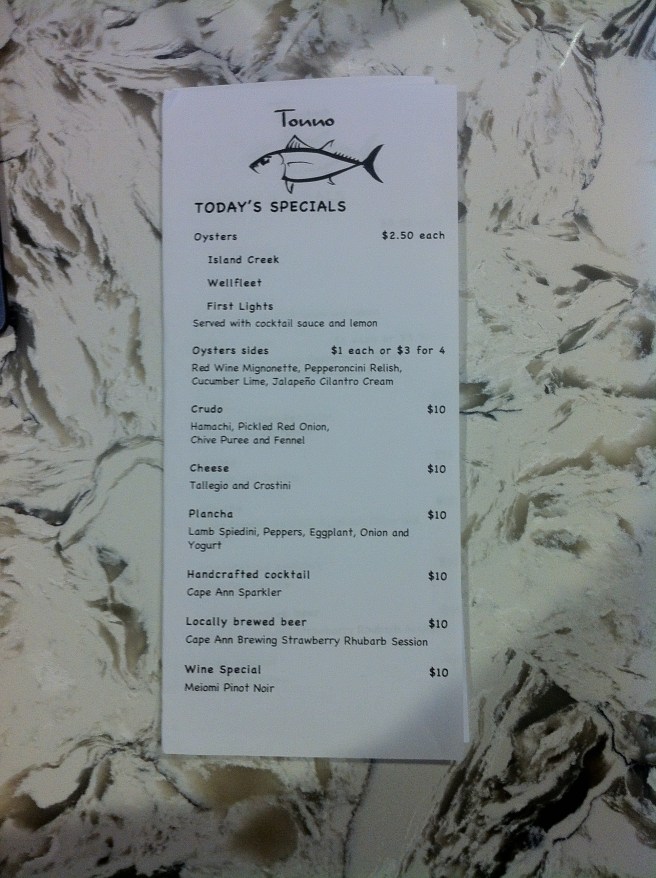 Tonno
TODAY'S SPECIALS
Oysters $2.50 each
Island Creek
Wellfleet
First Lights
Served with cocktail sauce and lemon
Oysters sides $1 each or $3 for 4
Red Wine Mignonette, Pepperoncini Relish,
Cucumber Lime, Jalapeño Cilantro Cream
Crudo $10
Hamachi, Pickled Red Onion,
Chive Puree and Fennel
Cheese $10
Tallegio and Crostini
Plancha $10
Lamb Spiedini, Peppers, Eggplant, Onion and
Yogurt
Handcrafted cocktail $10
Cape Ann Sparkler
Locally brewed beer $10
Cape Ann Brewing Strawberry Rhubarb Session
Wine Special $10
Meiomi Pinot Noir